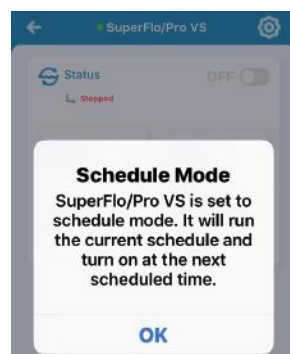 SuperFlo/Pro VS
Status
OFF
Stopped
Schedule Mode
SuperFlo/Pro VS is set to
schedule mode. It will run
the current schedule and
turn on at the next
scheduled time.
OK